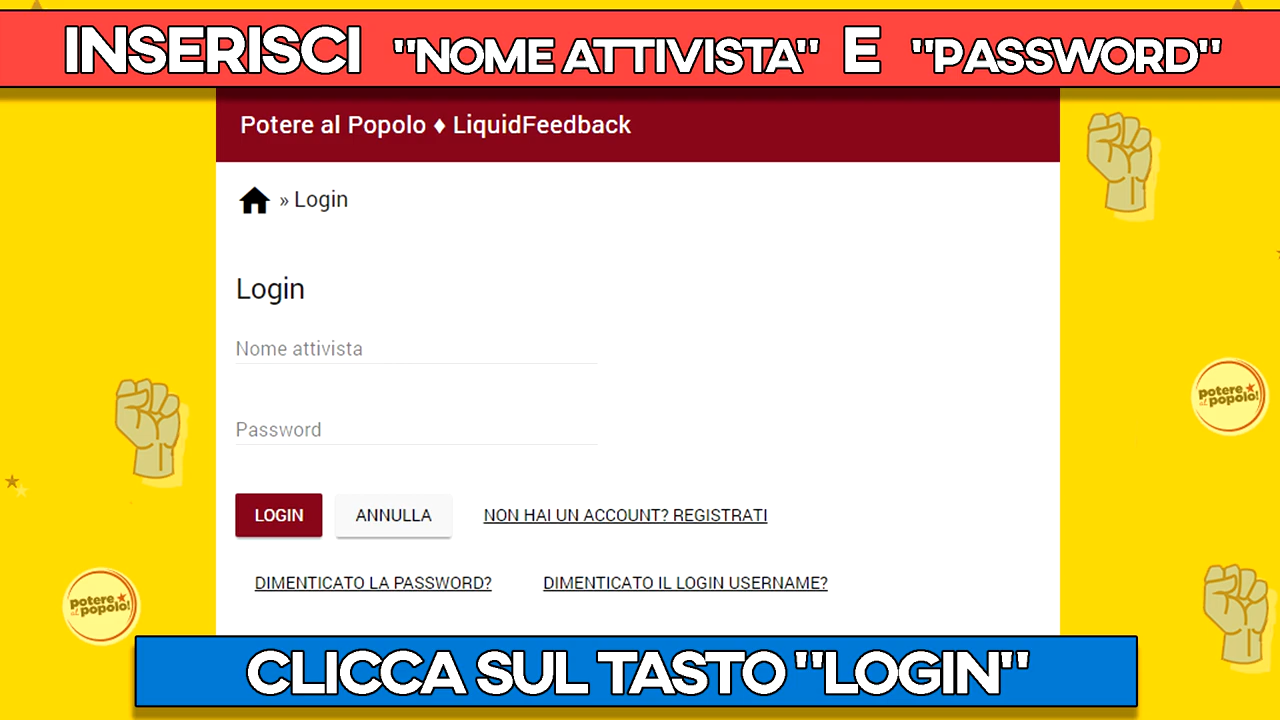 INSERISCI "NOME ATTIVISTA" E "PASSWORD"
Potere al Popolo ♦ LiquidFeedback
» Login
Login
Nome attivista
Password
LOGIN ANNULLA NON HAI UN ACCOUNT? REGISTRATI
DIMENTICATO LA PASSWORD? DIMENTICATO IL LOGIN USERNAME?
potere
al popolo!
potere
al popolo!
CLICCA SUL TASTO "LOGIN"